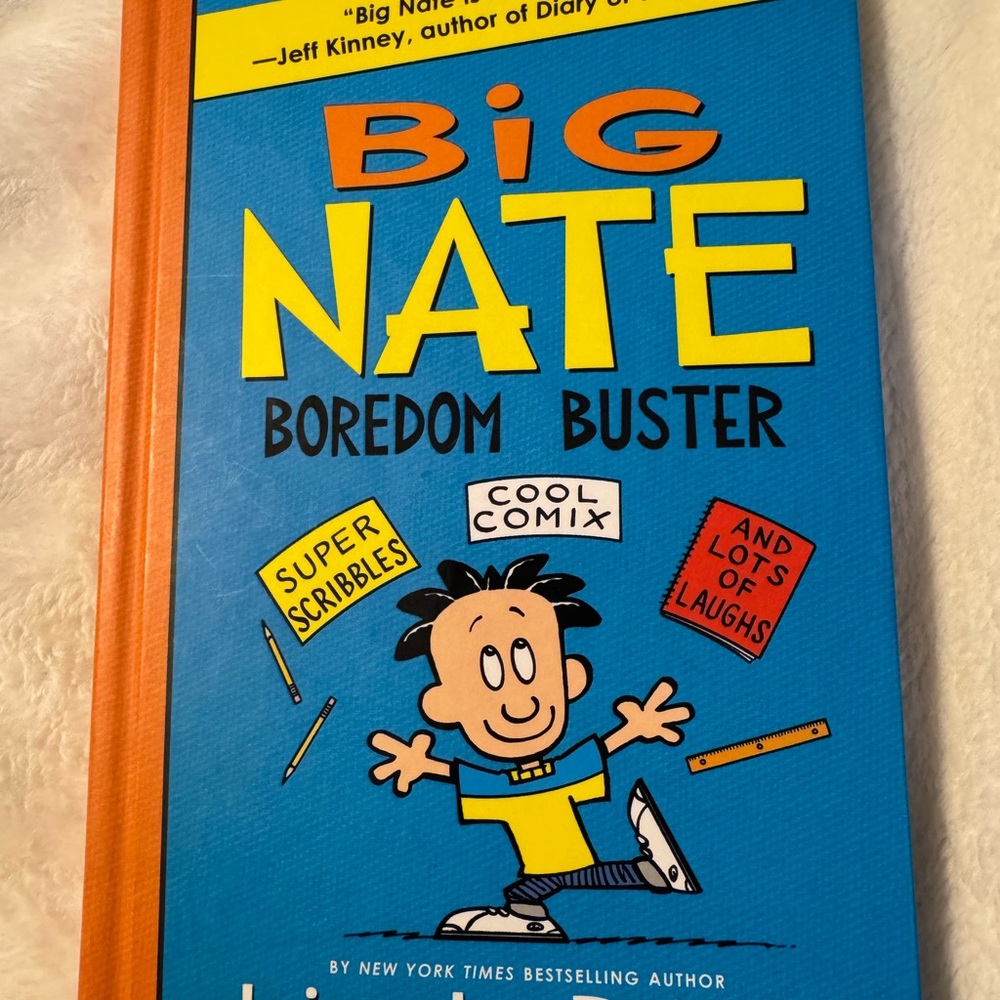 “Big Nate is
—Jeff Kinney, author of Diary of
BiG
NATE
BOREDOM BUSTER
COOL
COMIX
SUPER
SCRIBBLES
AND
LOTS
OF
LAUGHS
BY NEW YORK TIMES BESTSELLING AUTHOR